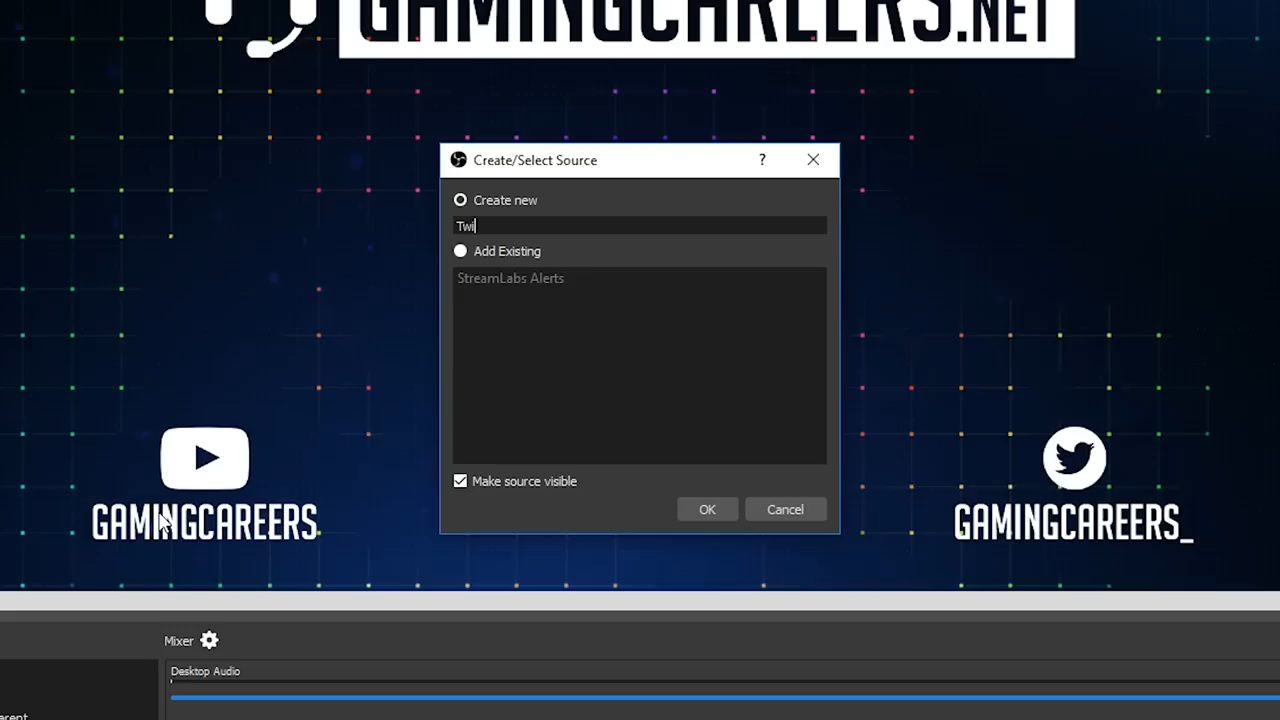 GAMINGCAREERS.NET
Create/Select Source
?
Create new
Twi
Add Existing
StreamLabs Alerts
Make source visible
OK
Cancel
GAMINGCAREERS
GAMINGCAREERS_
Mixer
Desktop Audio